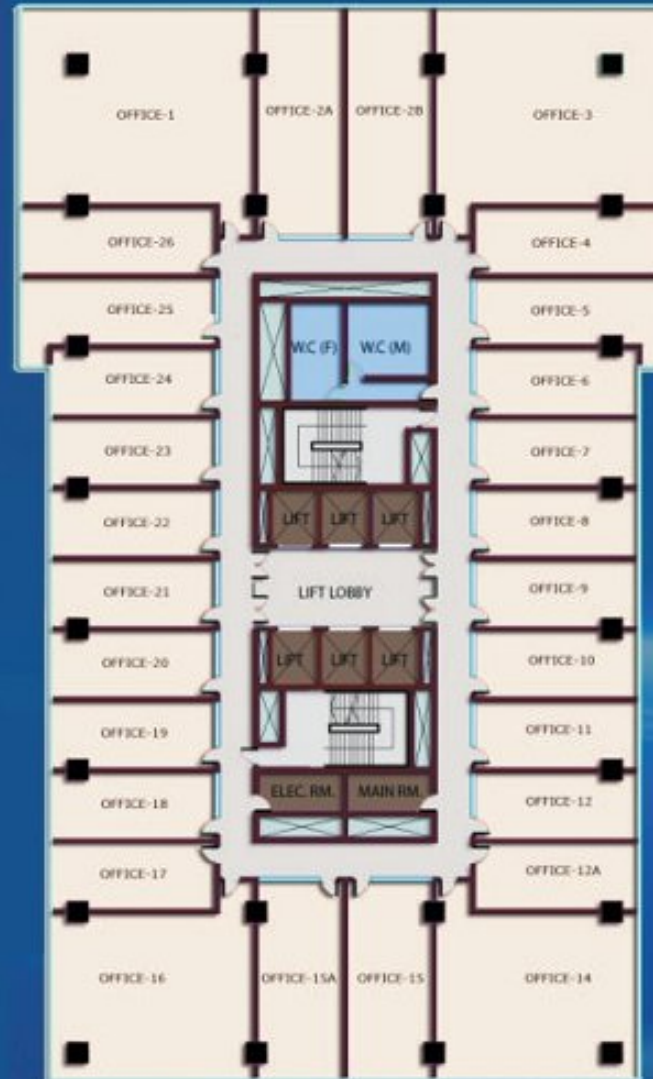 OFFICE-1
OFFICE-2A
OFFICE-2B
OFFICE-3
OFFICE-26
OFFICE-4
OFFICE-25
OFFICE-5
W.C (F)
W.C (M)
OFFICE-24
OFFICE-6
OFFICE-23
OFFICE-7
OFFICE-22
LIFT
LIFT
LIFT
OFFICE-8
OFFICE-21
LIFT LOBBY
OFFICE-9
OFFICE-20
LIFT
LIFT
LIFT
OFFICE-10
OFFICE-19
OFFICE-11
OFFICE-18
ELEC. RM.
MAIN RM.
OFFICE-12
OFFICE-17
OFFICE-12A
OFFICE-16
OFFICE-15A
OFFICE-15
OFFICE-14